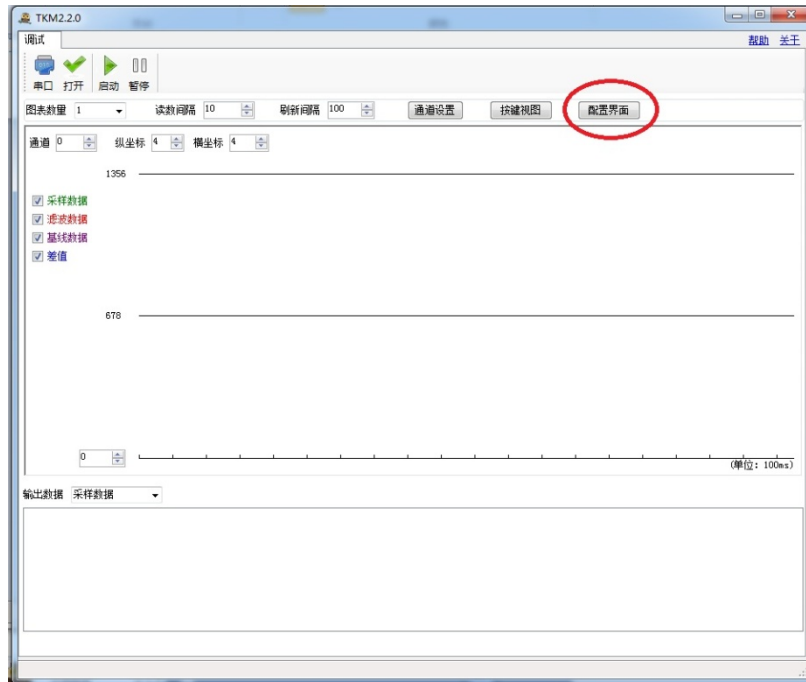 TKM2.2.0
调试
帮助 关于
串口 打开 启动 暂停
图表数量 1 读数间隔 10 刷新间隔 100 通道设置 按键视图 配置界面
通道 0 纵坐标 4 横坐标 4
1356
采样数据
滤波数据
基线数据
差值
678
0
(单位: 100ms)
输出数据 采样数据